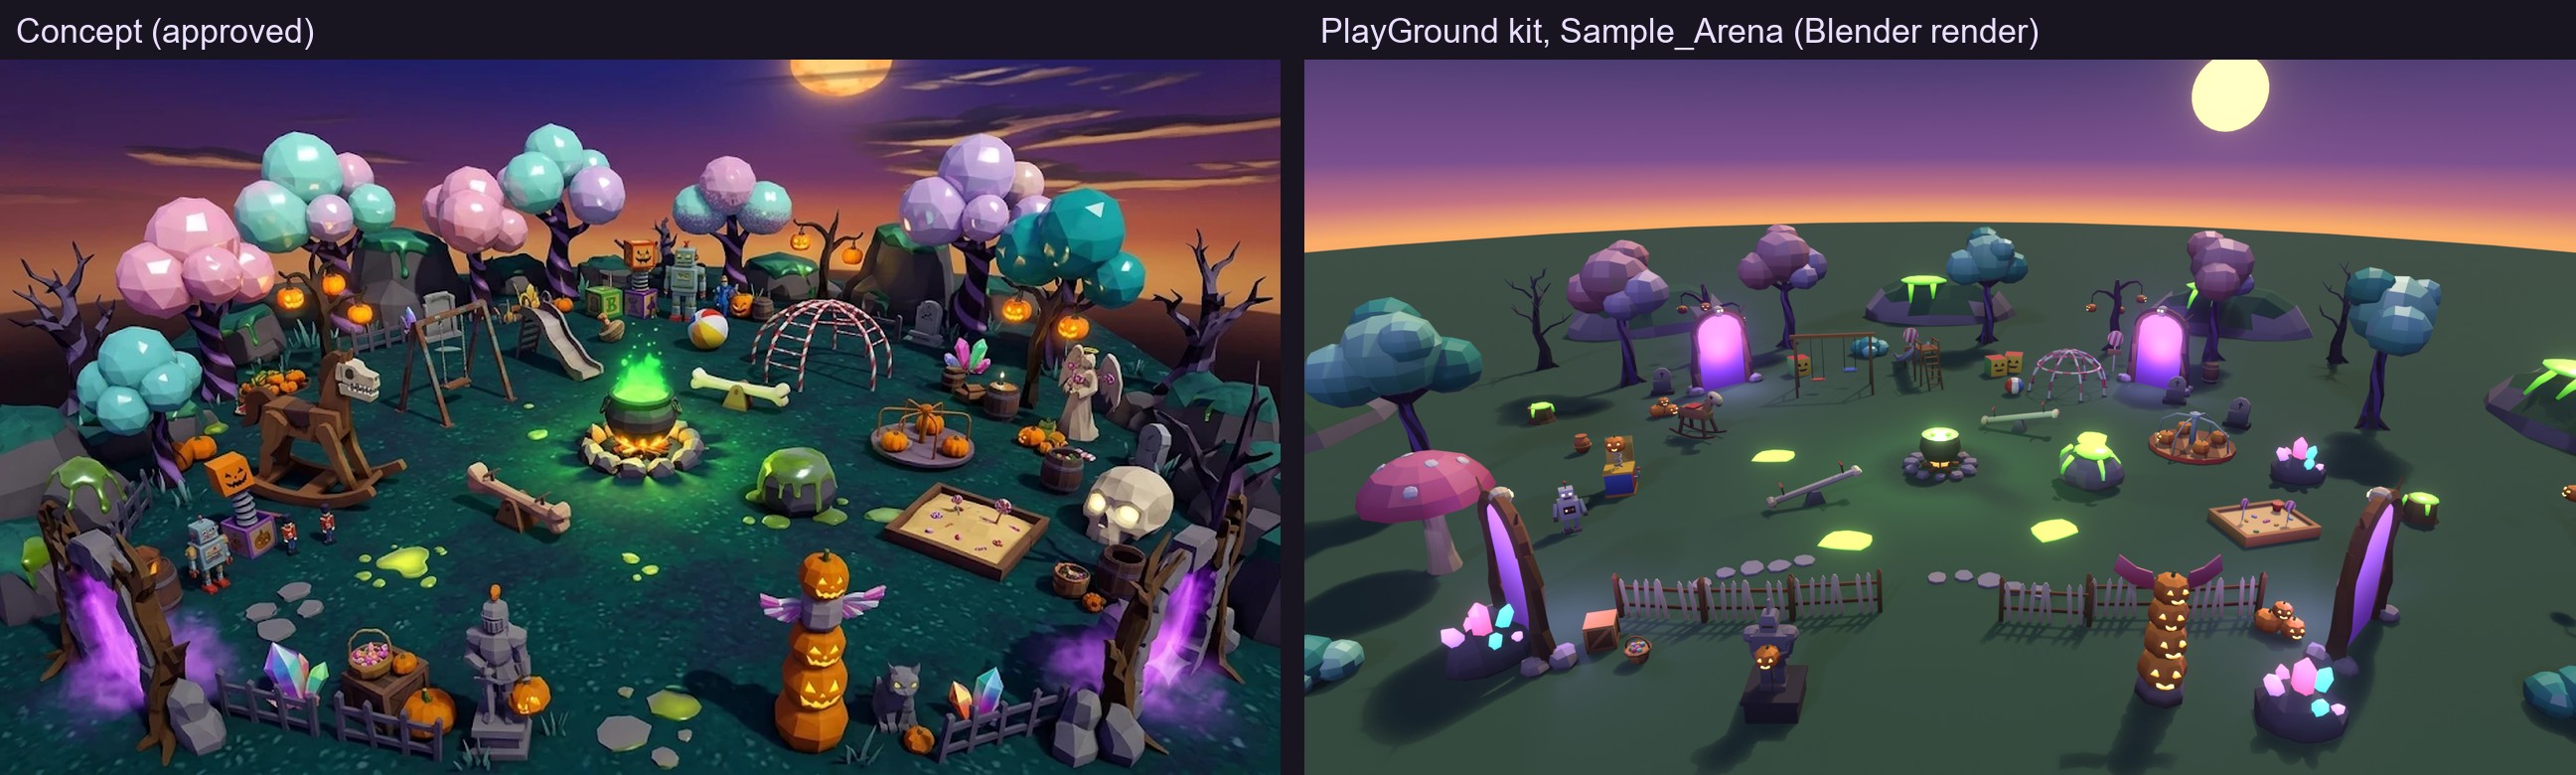 Concept (approved)
PlayGround kit, Sample_Arena (Blender render)
B